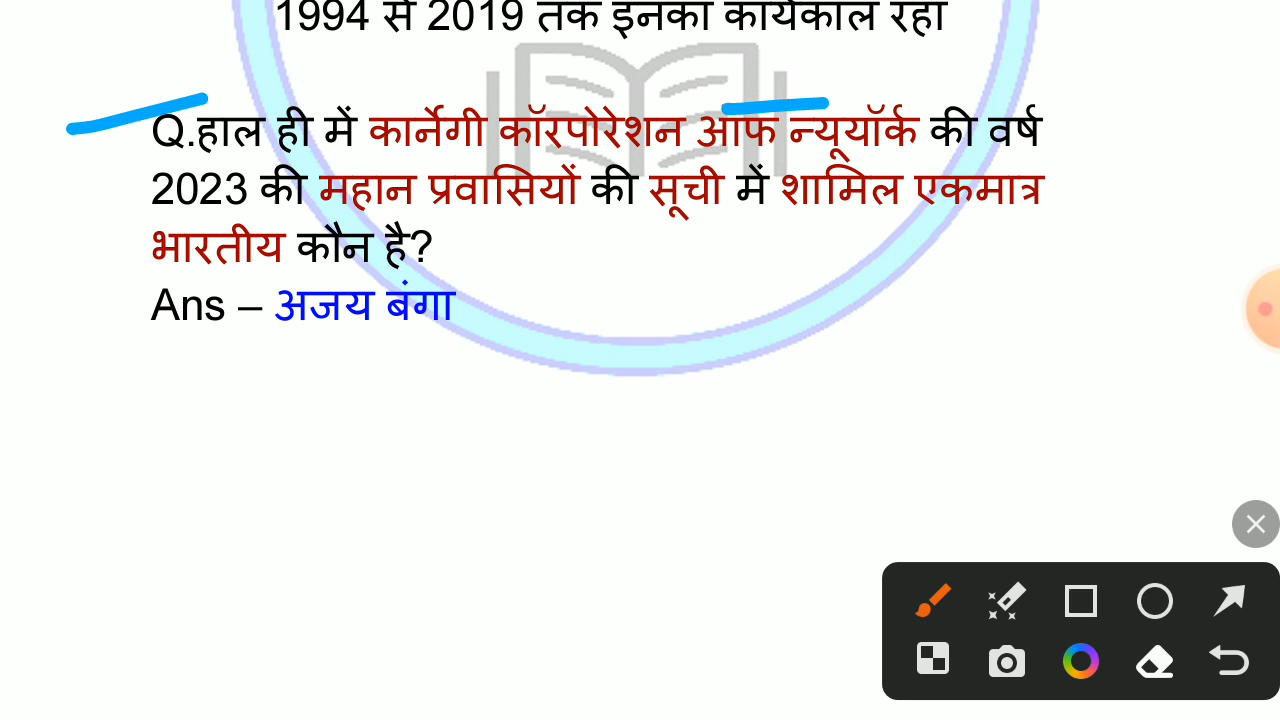 1994 से 2019 तक इनका कार्यकाल रहा
Q.हाल ही में कार्नेगी कॉरपोरेशन आफ न्यूयॉर्क की वर्ष
2023 की महान प्रवासियों की सूची में शामिल एकमात्र
भारतीय कौन है?
Ans – अजय बंगा